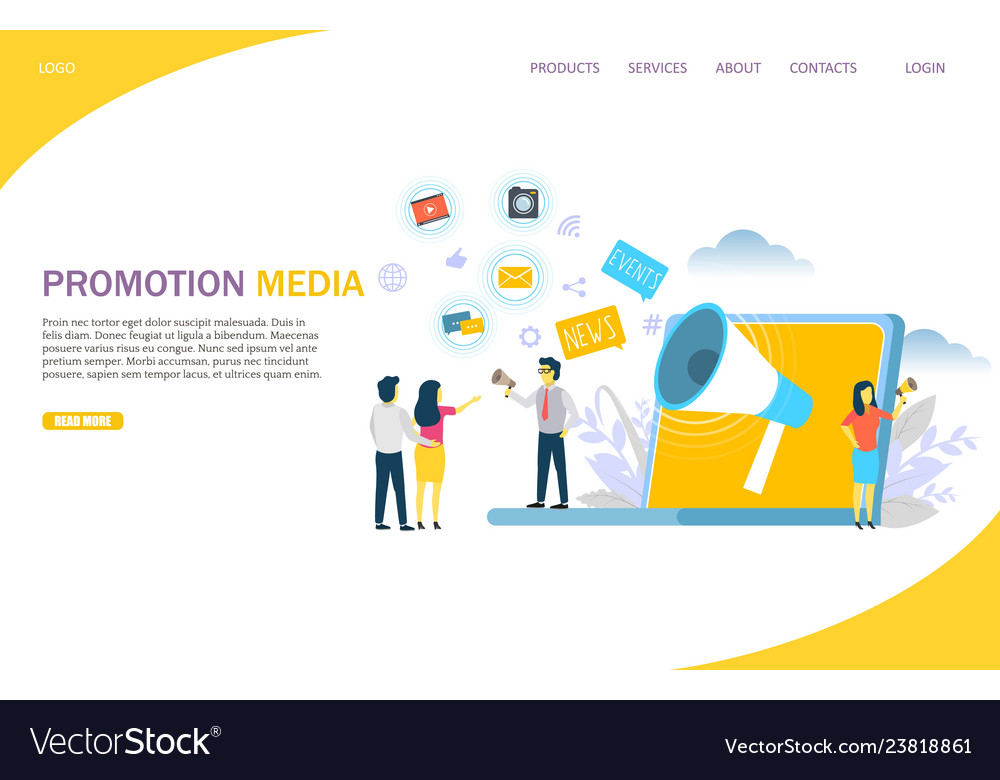 LOGO
PRODUCTS SERVICES ABOUT CONTACTS LOGIN
EVENTS
NEWS
#
PROMOTION MEDIA
Proin nec tortor eget dolor suscipit malesuada. Duis in
felis diam. Donec feugiat ut ligula a bibendum. Maecenas
posuere varius risus eu congue. Nunc sed ipsum vel ante
pretium semper. Morbi accumsan, purus nec tincidunt
posuere, sapien sem tempor lacus, et ultrices quam enim.
READ MORE
VectorStock®
VectorStock.com/23818861